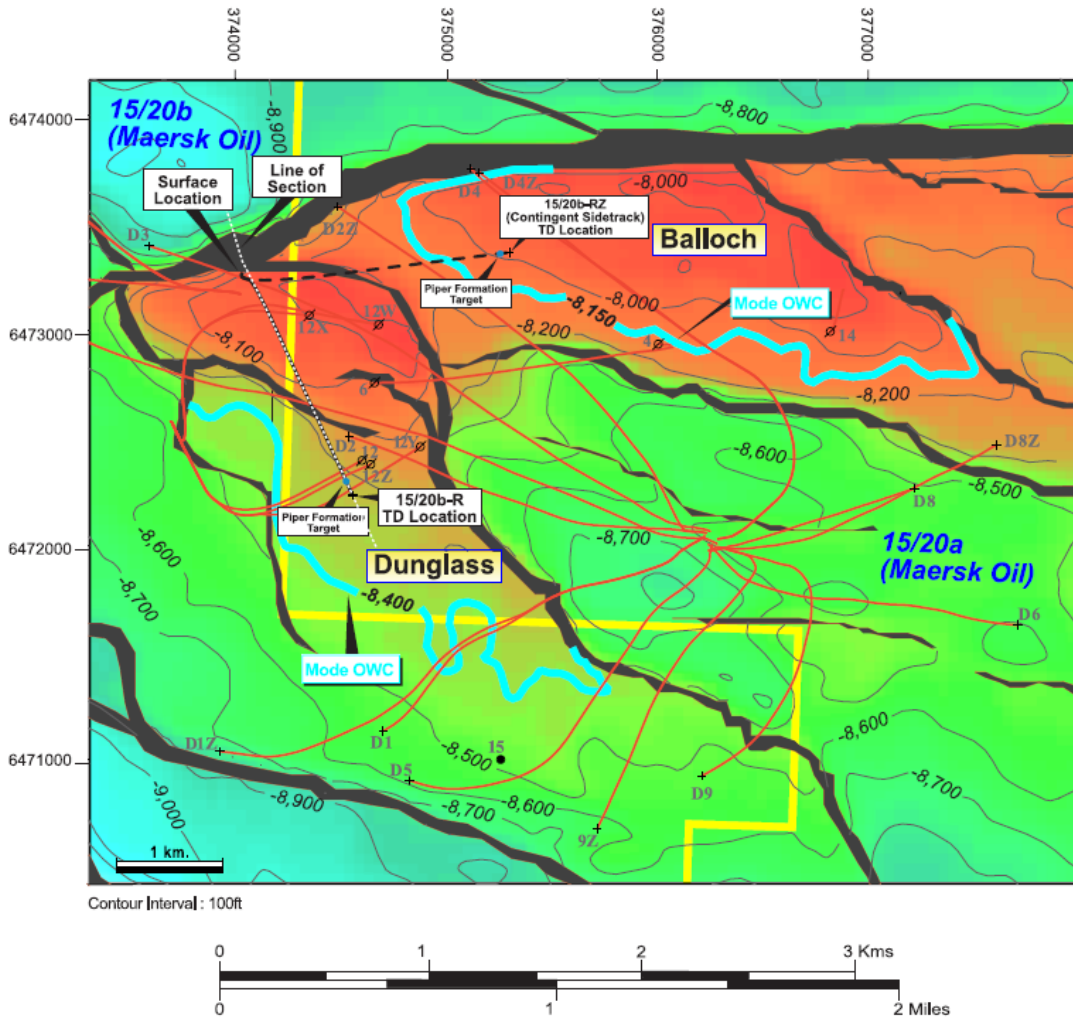 374000
375000
376000
377000
6474000
6473000
6472000
6471000
15/20b
(Maersk Oil)
-8,900
-8,800
Surface
Location
Line of
Section
D4
D4Z
-8,000
D3
D2Z
15/20b-RZ
(Contingent Sidetrack)
TD Location
Balloch
Piper Formation
Target
-8,150
-8,000
Mode OWC
12X
12W
-8,200
4
14
-8,100
6
-8,200
D2
12
12Y
12Z
-8,600
D8Z
-8,500
D8
15/20b-R
TD Location
Piper Formation
Target
-8,600
-8,700
15/20a
(Maersk Oil)
Dunglass
-8,700
-8,400
D6
Mode OWC
D1Z
D1
15
-8,500
-8,600
D5
D9
-8,600
-8,700
-8,700
-9,000
-8,900
9Z
1 km.
Contour Interval : 100ft
0 1 2 3 Kms
0 1 2 Miles